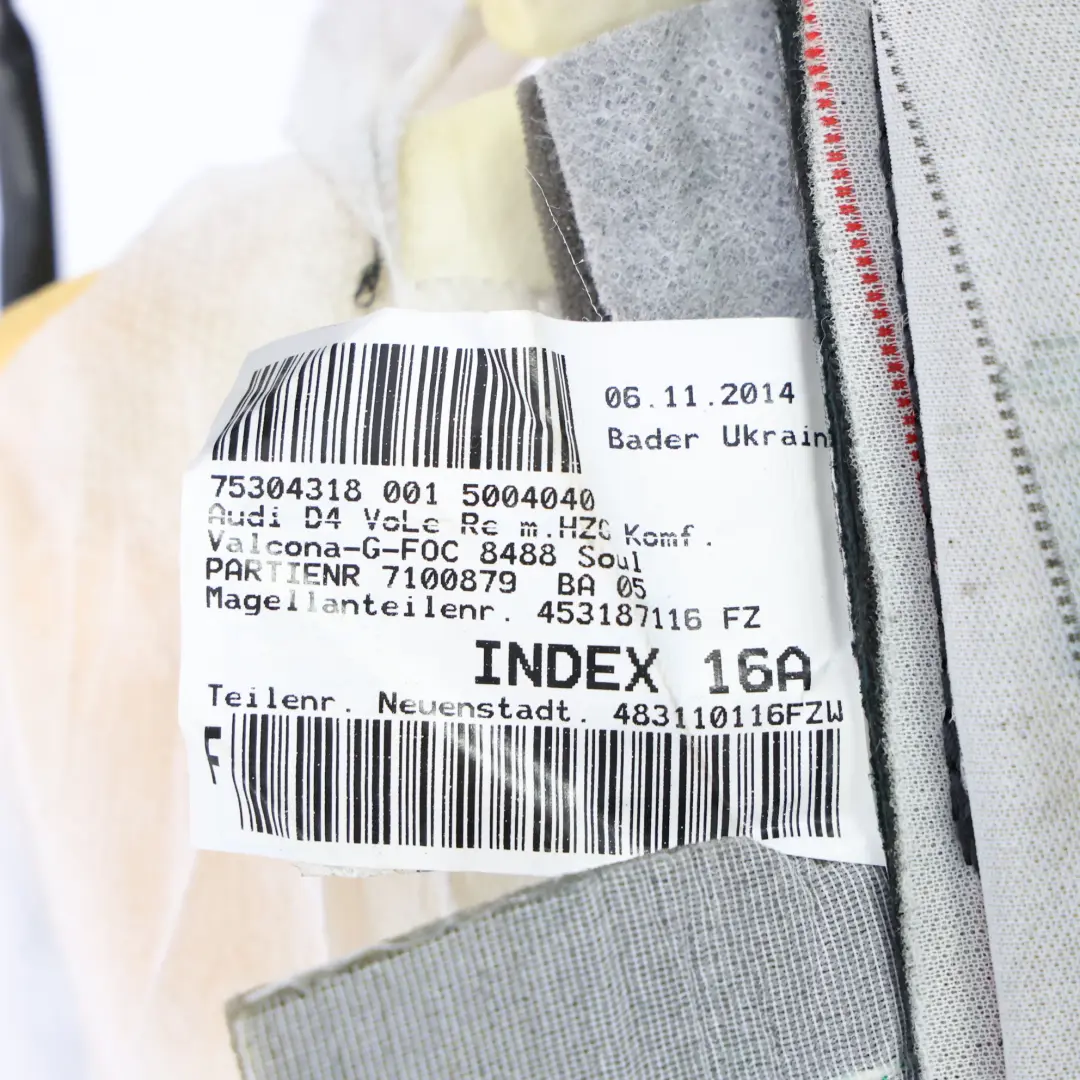 06.11.2014
Bader Ukrain
75304318 001 5004040
Audi D4 VoLe Re m.HZG Komf.
Valcona-G-FOC 8488 Soul
PARTIENR 7100879 BA 05
Magellanteilenr. 453187116 FZ
INDEX 16A
Teilenr. Neuenstadt. 483110116FZW
F